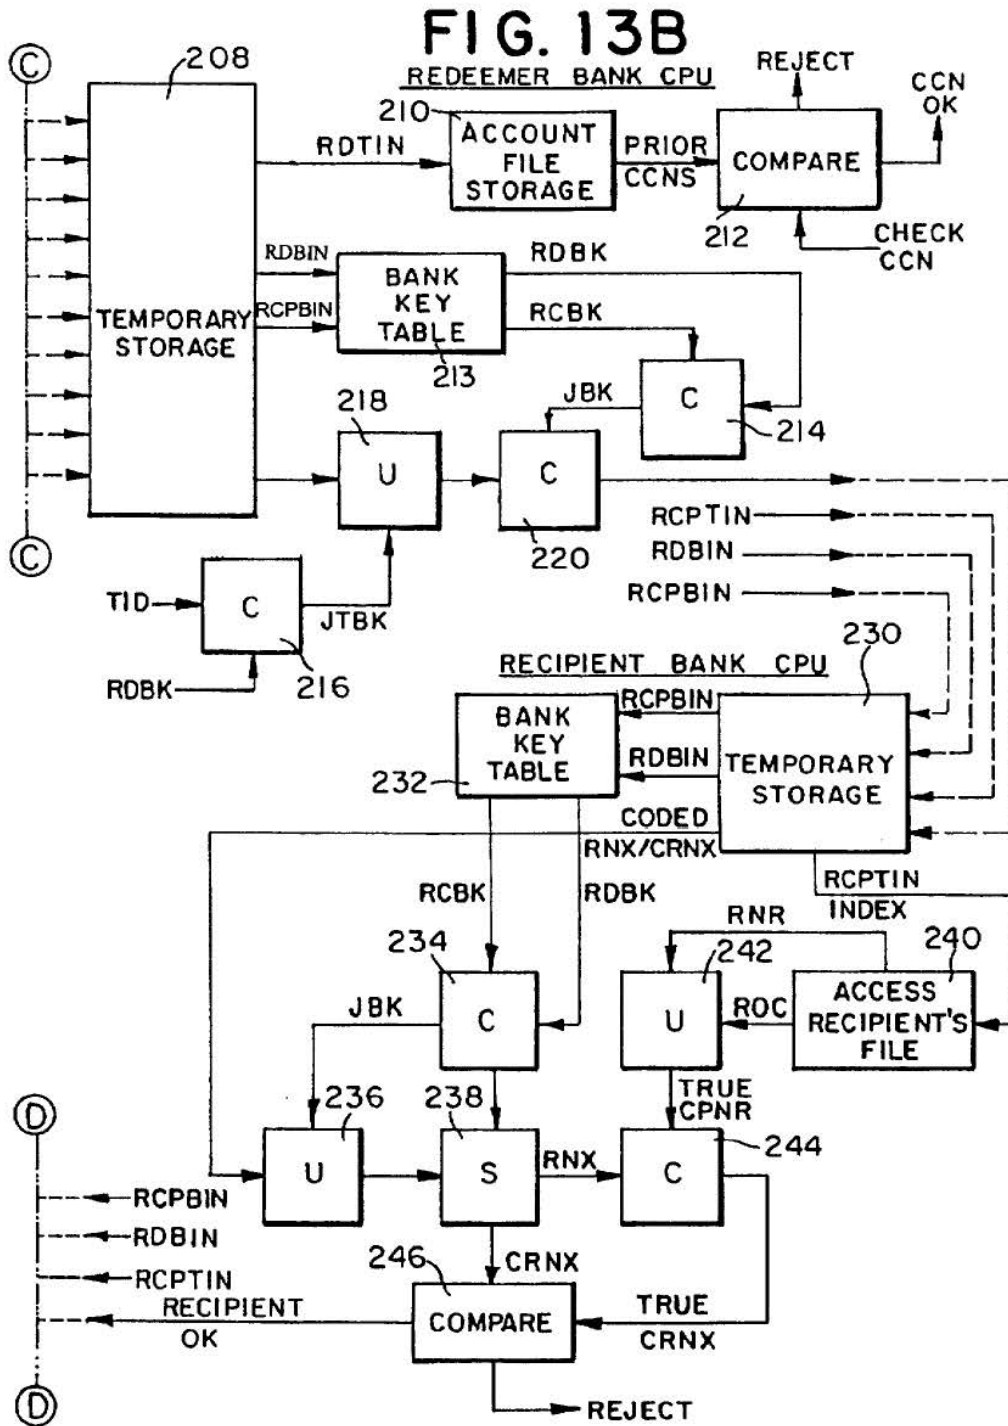 FIG. 13B
REDEEMER BANK CPU
C
208
210
RDTIN
ACCOUNT
FILE
STORAGE
PRIOR
CCNS
REJECT
COMPARE
CCN
OK
212
CHECK
CCN
TEMPORARY
STORAGE
RDBIN
RCPBIN
BANK
KEY
TABLE
213
RDBK
RCBK
C
214
JBK
218
U
C
220
C
TID
C
JTBK
216
RDBK
RCPTIN
RDBIN
RCPBIN
230
RECIPIENT BANK CPU
BANK
KEY
TABLE
232
RCPBIN
RDBIN
TEMPORARY
STORAGE
CODED
RNX/CRNX
RCPTIN
INDEX
RCBK
RDBK
RNR
234
242
240
JBK
C
U
ROC
ACCESS
RECIPIENT'S
FILE
TRUE
CPNR
D
236
238
244
U
S
RNX
C
RCPBIN
RDBIN
RCPTIN
RECIPIENT
OK
246
CRNX
COMPARE
TRUE
CRNX
D
REJECT